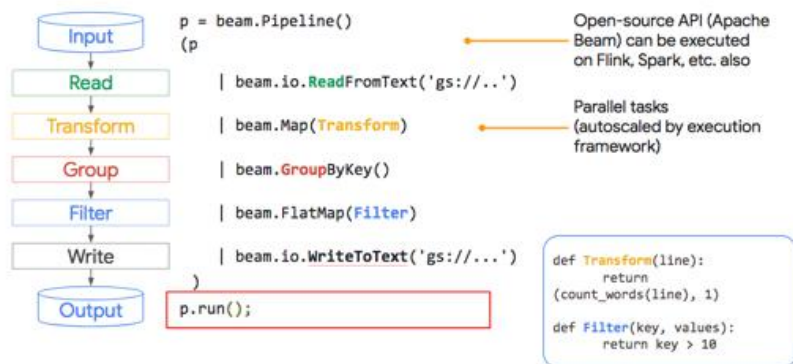 Input
Read
Transform
Group
Filter
Write
Output
p = beam.Pipeline()
(p
| beam.io.ReadFromText('gs://..')
| beam.Map(Transform)
| beam.GroupByKey()
| beam.FlatMap(Filter)
| beam.io.WriteToText('gs://...')
)
p.run();
Open-source API (Apache
Beam) can be executed
on Flink, Spark, etc. also
Parallel tasks
(autoscaled by execution
framework)
def Transform(line):
return
(count_words(line), 1)
def Filter(key, values):
return key > 10